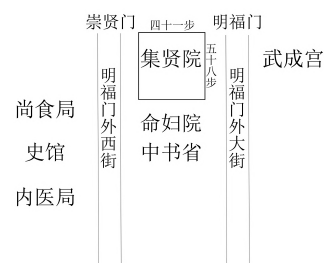 崇贤门
四十一步
明福门
集贤院
五十八步
武成宫
明福门外西街
明福门外大街
尚食局
命妇院
史馆
中书省
内医局